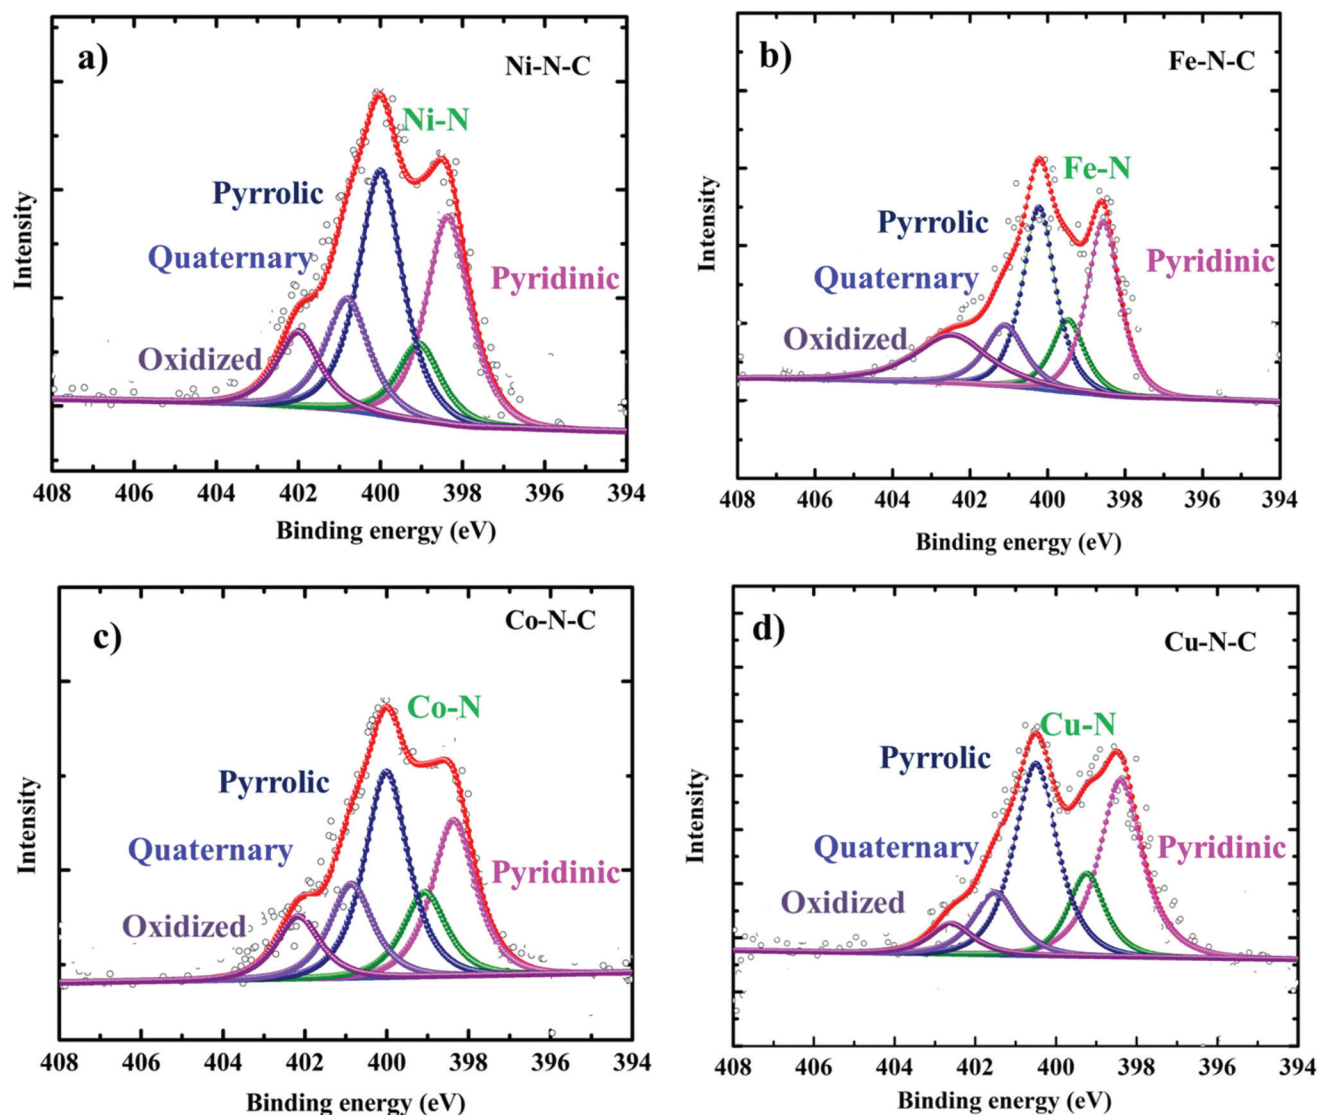 a)
Ni-N-C
Ni-N
Pyrrolic
Quaternary
Pyridinic
Oxidized
Intensity
408 406 404 402 400 398 396 394
Binding energy (eV)
b)
Fe-N-C
Fe-N
Pyrrolic
Quaternary
Pyridinic
Oxidized
Intensity
408 406 404 402 400 398 396 394
Binding energy (eV)
c)
Co-N-C
Co-N
Pyrrolic
Quaternary
Pyridinic
Oxidized
Intensity
408 406 404 402 400 398 396 394
Binding energy (eV)
d)
Cu-N-C
Cu-N
Pyrrolic
Quaternary
Pyridinic
Oxidized
Intensity
408 406 404 402 400 398 396 394
Binding energy (eV)